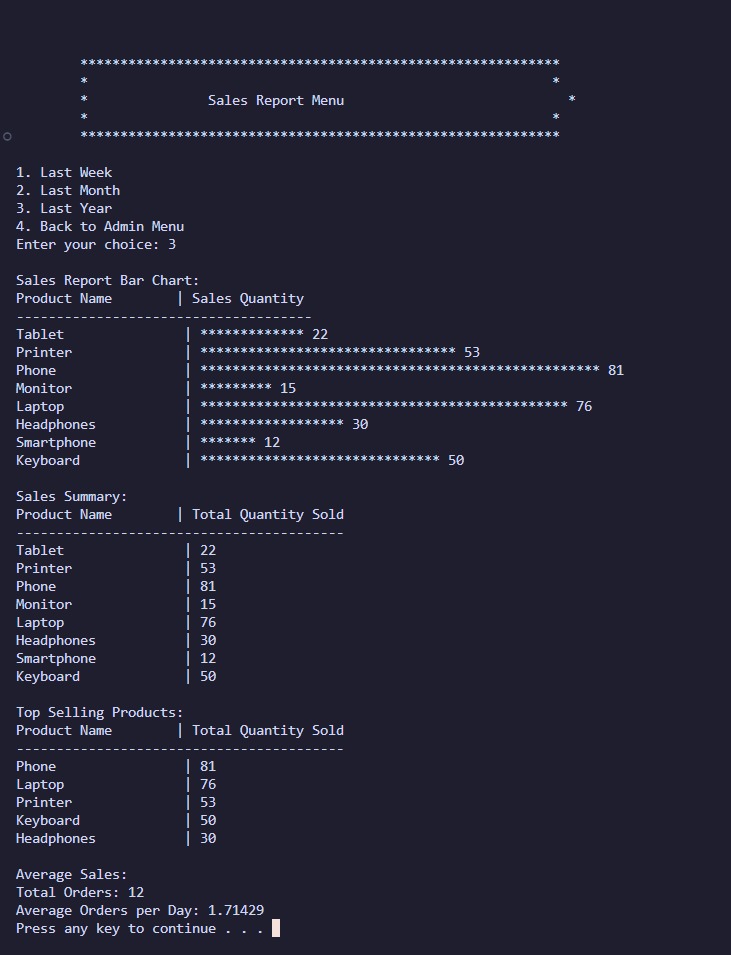 ************************************************************
*                                                          *
*               Sales Report Menu                            *
*                                                          *
************************************************************
1. Last Week
2. Last Month
3. Last Year
4. Back to Admin Menu
Enter your choice: 3
Sales Report Bar Chart:
Product Name        | Sales Quantity
-------------------------------------
Tablet               | ************* 22
Printer              | ******************************** 53
Phone                | ************************************************** 81
Monitor              | ********* 15
Laptop               | ********************************************** 76
Headphones           | ****************** 30
Smartphone           | ******* 12
Keyboard             | ****************************** 50
Sales Summary:
Product Name        | Total Quantity Sold
-----------------------------------------
Tablet               | 22
Printer              | 53
Phone                | 81
Monitor              | 15
Laptop               | 76
Headphones           | 30
Smartphone           | 12
Keyboard             | 50
Top Selling Products:
Product Name        | Total Quantity Sold
-----------------------------------------
Phone                | 81
Laptop               | 76
Printer              | 53
Keyboard             | 50
Headphones           | 30
Average Sales:
Total Orders: 12
Average Orders per Day: 1.71429
Press any key to continue . . .